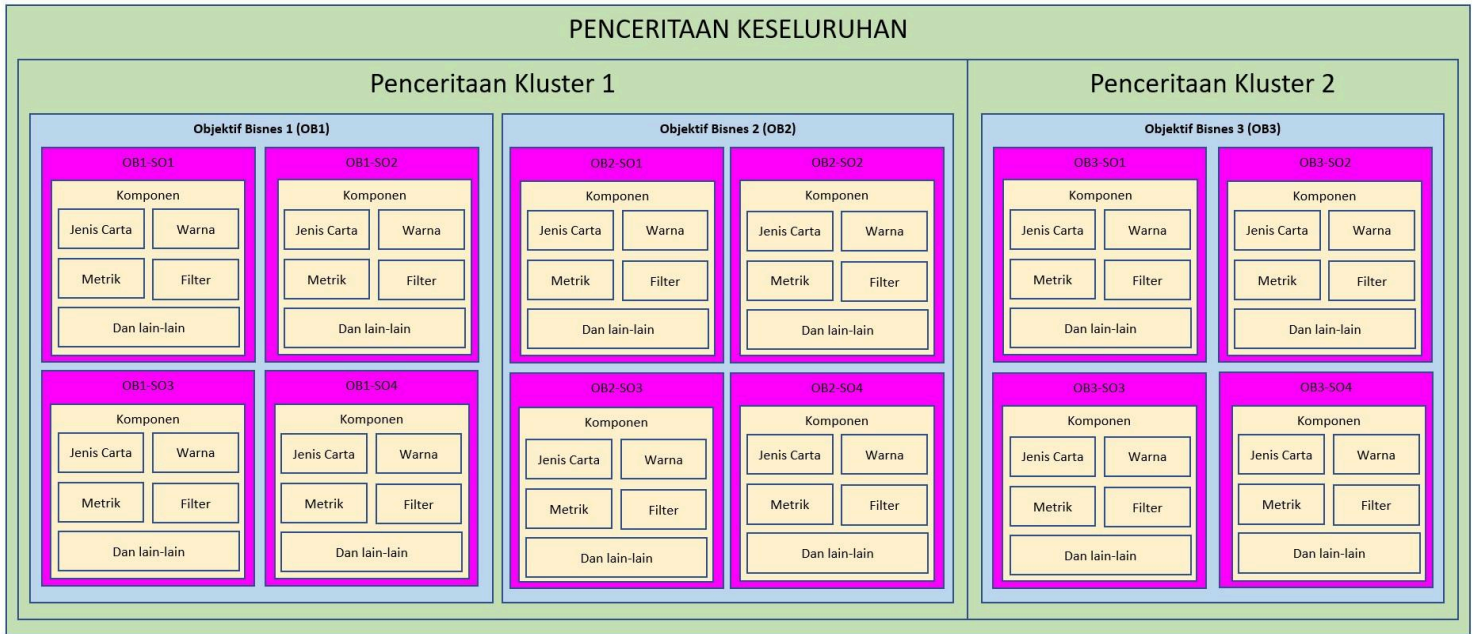 PENCERITAAN KESELURUHAN
Penceritaan Kluster 1
Penceritaan Kluster 2
Objektif Bisnes 1 (OB1)
Objektif Bisnes 2 (OB2)
Objektif Bisnes 3 (OB3)
OB1-SO1
Komponen
Jenis Carta
Warna
Metrik
Filter
Dan lain-lain
OB1-SO2
Komponen
Jenis Carta
Warna
Metrik
Filter
Dan lain-lain
OB2-SO1
Komponen
Jenis Carta
Warna
Metrik
Filter
Dan lain-lain
OB2-SO2
Komponen
Jenis Carta
Warna
Metrik
Filter
Dan lain-lain
OB3-SO1
Komponen
Jenis Carta
Warna
Metrik
Filter
Dan lain-lain
OB3-SO2
Komponen
Jenis Carta
Warna
Metrik
Filter
Dan lain-lain
OB1-SO3
Komponen
Jenis Carta
Warna
Metrik
Filter
Dan lain-lain
OB1-SO4
Komponen
Jenis Carta
Warna
Metrik
Filter
Dan lain-lain
OB2-SO3
Komponen
Jenis Carta
Warna
Metrik
Filter
Dan lain-lain
OB2-SO4
Komponen
Jenis Carta
Warna
Metrik
Filter
Dan lain-lain
OB3-SO3
Komponen
Jenis Carta
Warna
Metrik
Filter
Dan lain-lain
OB3-SO4
Komponen
Jenis Carta
Warna
Metrik
Filter
Dan lain-lain